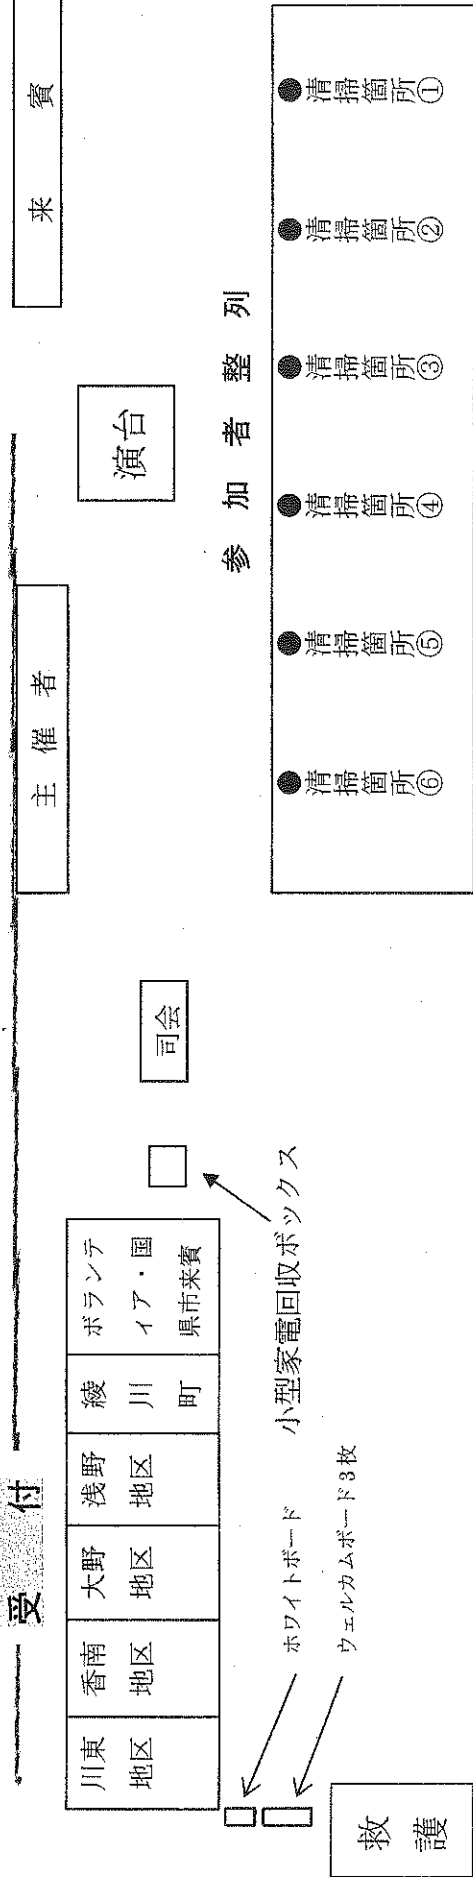 受付
川東
地区
香南
地区
大野
地区
浅野
地区
綾
川
町
ボランテ
ィア・国
県市来賓
主催者
来賓
演台
司会
小型家電回収ボックス
ホワイトボード
ウェルカムボード3枚
救
護
参加者整列
●清掃箇所⑥
●清掃箇所⑤
●清掃箇所④
●清掃箇所③
●清掃箇所②
●清掃箇所①